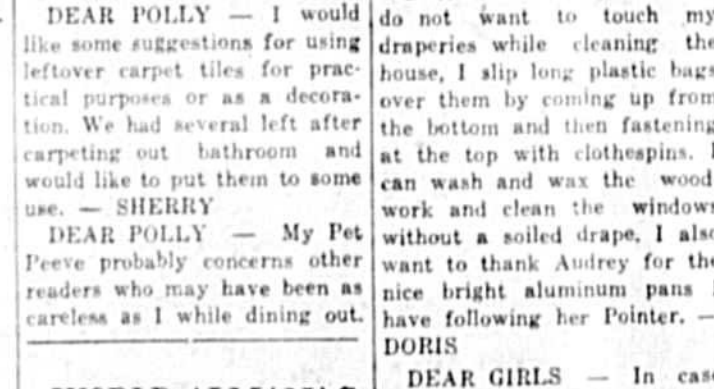 DEAR POLLY — I would
like some suggestions for using
leftover carpet tiles for prac-
tical purposes or as a decora-
tion. We had several left after
carpeting out bathroom and
would like to put them to some
use. — SHERRY
DEAR POLLY — My Pet
Peeve probably concerns other
readers who may have been as
careless as I while dining out.
do not want to touch my
draperies while cleaning the
house, I slip long plastic bags
over them by coming up from
the bottom and then fastening
at the top with clothespins. I
can wash and wax the wood
work and clean the windows
without a soiled drape. I also
want to thank Audrey for the
nice bright aluminum pans I
have following her Pointer. —
DORIS
DEAR GIRLS — In case